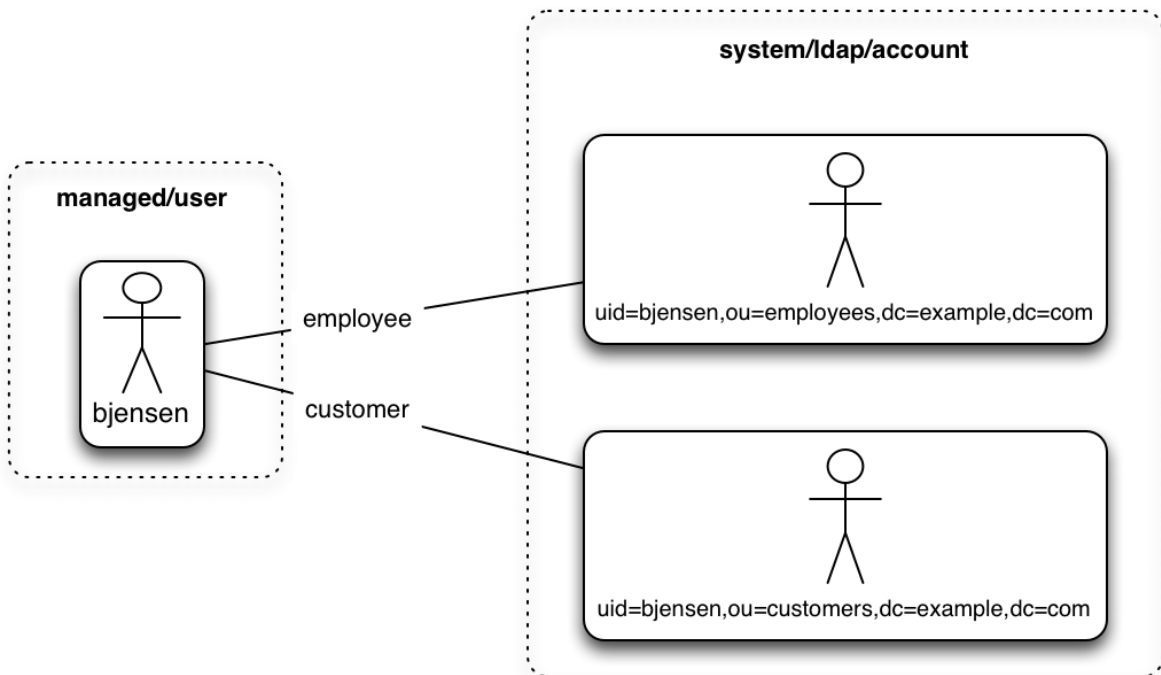 system/ldap/account
managed/user
uid=bjensen,ou=employees,dc=example,dc=com
employee
customer
bjensen
uid=bjensen,ou=customers,dc=example,dc=com